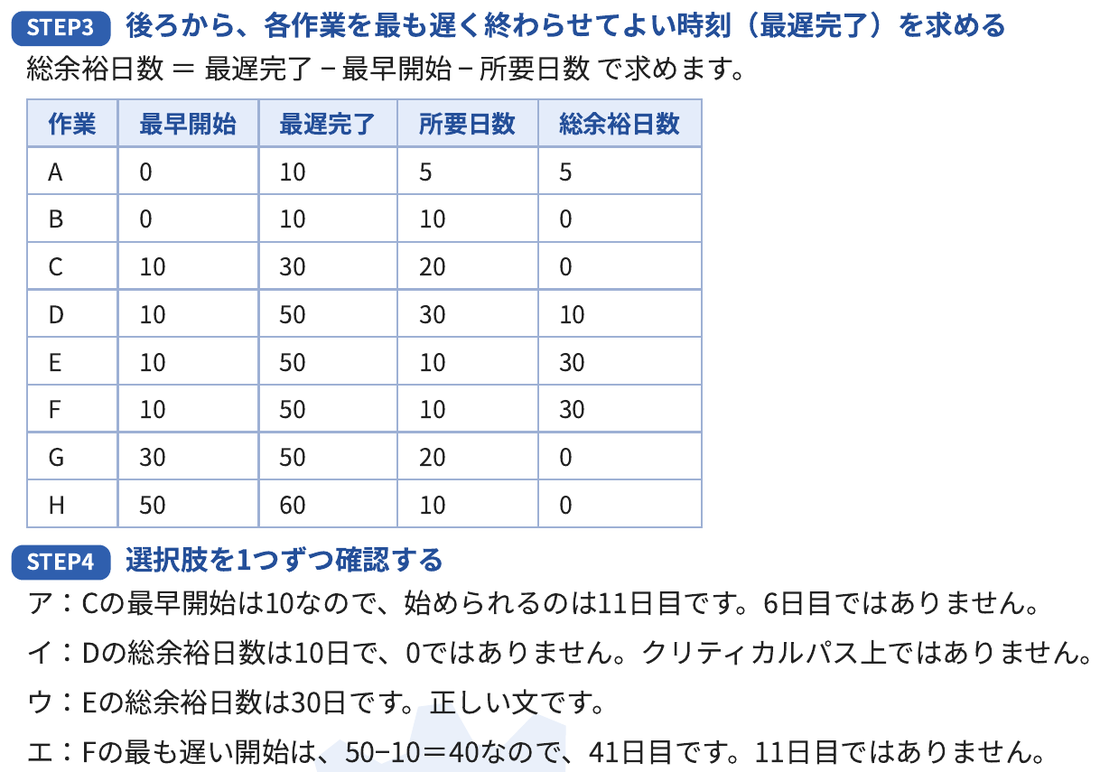 STEP3 後ろから、各作業を最も遅く終わらせてよい時刻（最遅完了）を求める
総余裕日数 ＝ 最遅完了 − 最早開始 − 所要日数 で求めます。
作業 最早開始 最遅完了 所要日数 総余裕日数
A 0 10 5 5
B 0 10 10 0
C 10 30 20 0
D 10 50 30 10
E 10 50 10 30
F 10 50 10 30
G 30 50 20 0
H 50 60 10 0
STEP4 選択肢を1つずつ確認する
ア：Cの最早開始は10なので、始められるのは11日目です。6日目ではありません。
イ：Dの総余裕日数は10日で、0ではありません。クリティカルパス上ではありません。
ウ：Eの総余裕日数は30日です。正しい文です。
エ：Fの最も遅い開始は、50−10＝40なので、41日目です。11日目ではありません。